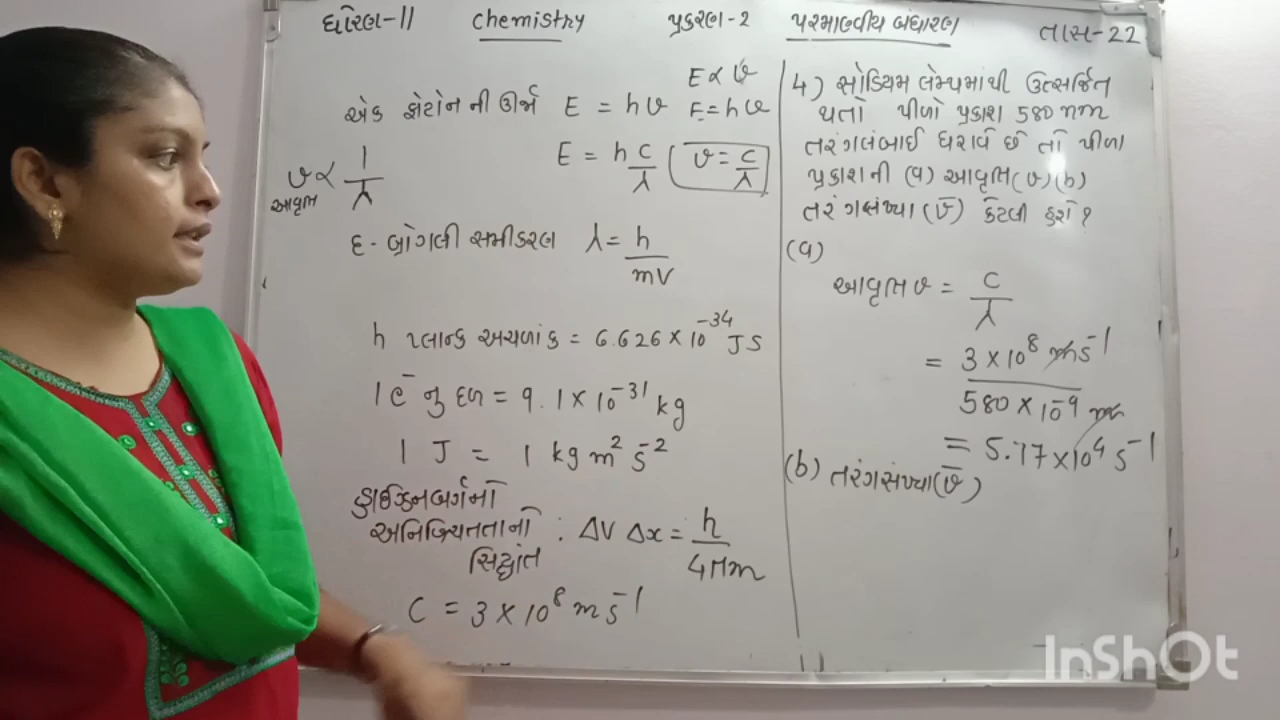 ધોરણ-11 Chemistry પ્રકરણ-2 પરમાણ્વીય બંધારણ તાસ-22
E ∝ ν
એક ફોટોન ની ઊર્જા E = hν E = hν
E = h c/λ ν = c/λ
ν ∝ 1/λ
આવૃત્તિ
દ-બ્રોગલી સમીકરણ λ = h/mv
h પ્લાન્ક અચળાંક = 6.626 × 10⁻³⁴ JS
1 e⁻ નુ દળ = 9.1 × 10⁻³¹ kg
1 J = 1 kg m² s⁻²
હાઈઝેનબર્ગનો
અનિશ્ચિતતાનો : ΔV Δx = h/4πm
સિદ્ધાંત
C = 3 × 10⁸ m s⁻¹
4) સોડિયમ લેમ્પમાંથી ઉત્સર્જિત
થતો પીળો પ્રકાશ 580 nm
તરંગલંબાઈ ધરાવે છે તો પીળા
પ્રકાશની (a) આવૃત્તિ (ν) (b)
તરંગસંખ્યા (ν̄) કેટલી હશે ?
(a)
આવૃત્તિ ν = c/λ
= 3 × 10⁸ m s⁻¹ / 580 × 10⁻⁹ m
= 5.17 × 10⁴ s⁻¹
(b) તરંગસંખ્યા (ν̄)
InShOt